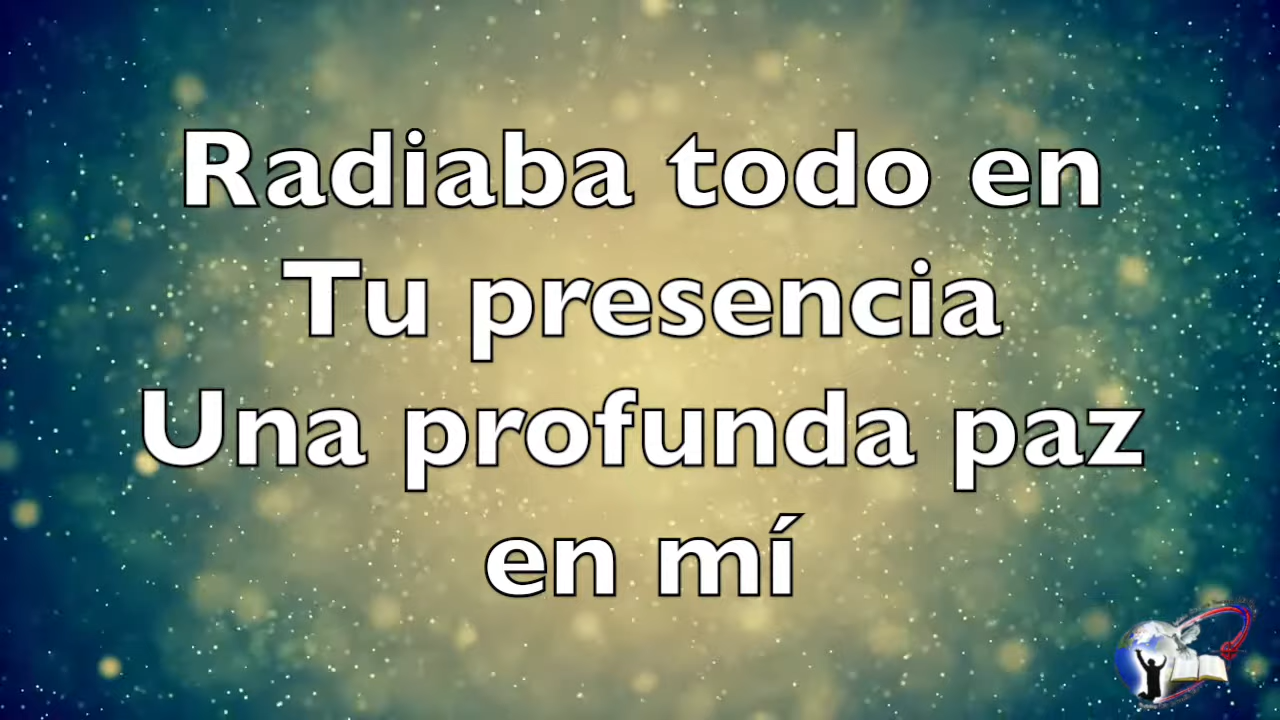 Radiaba todo en
Tu presencia
Una profunda paz
en mí